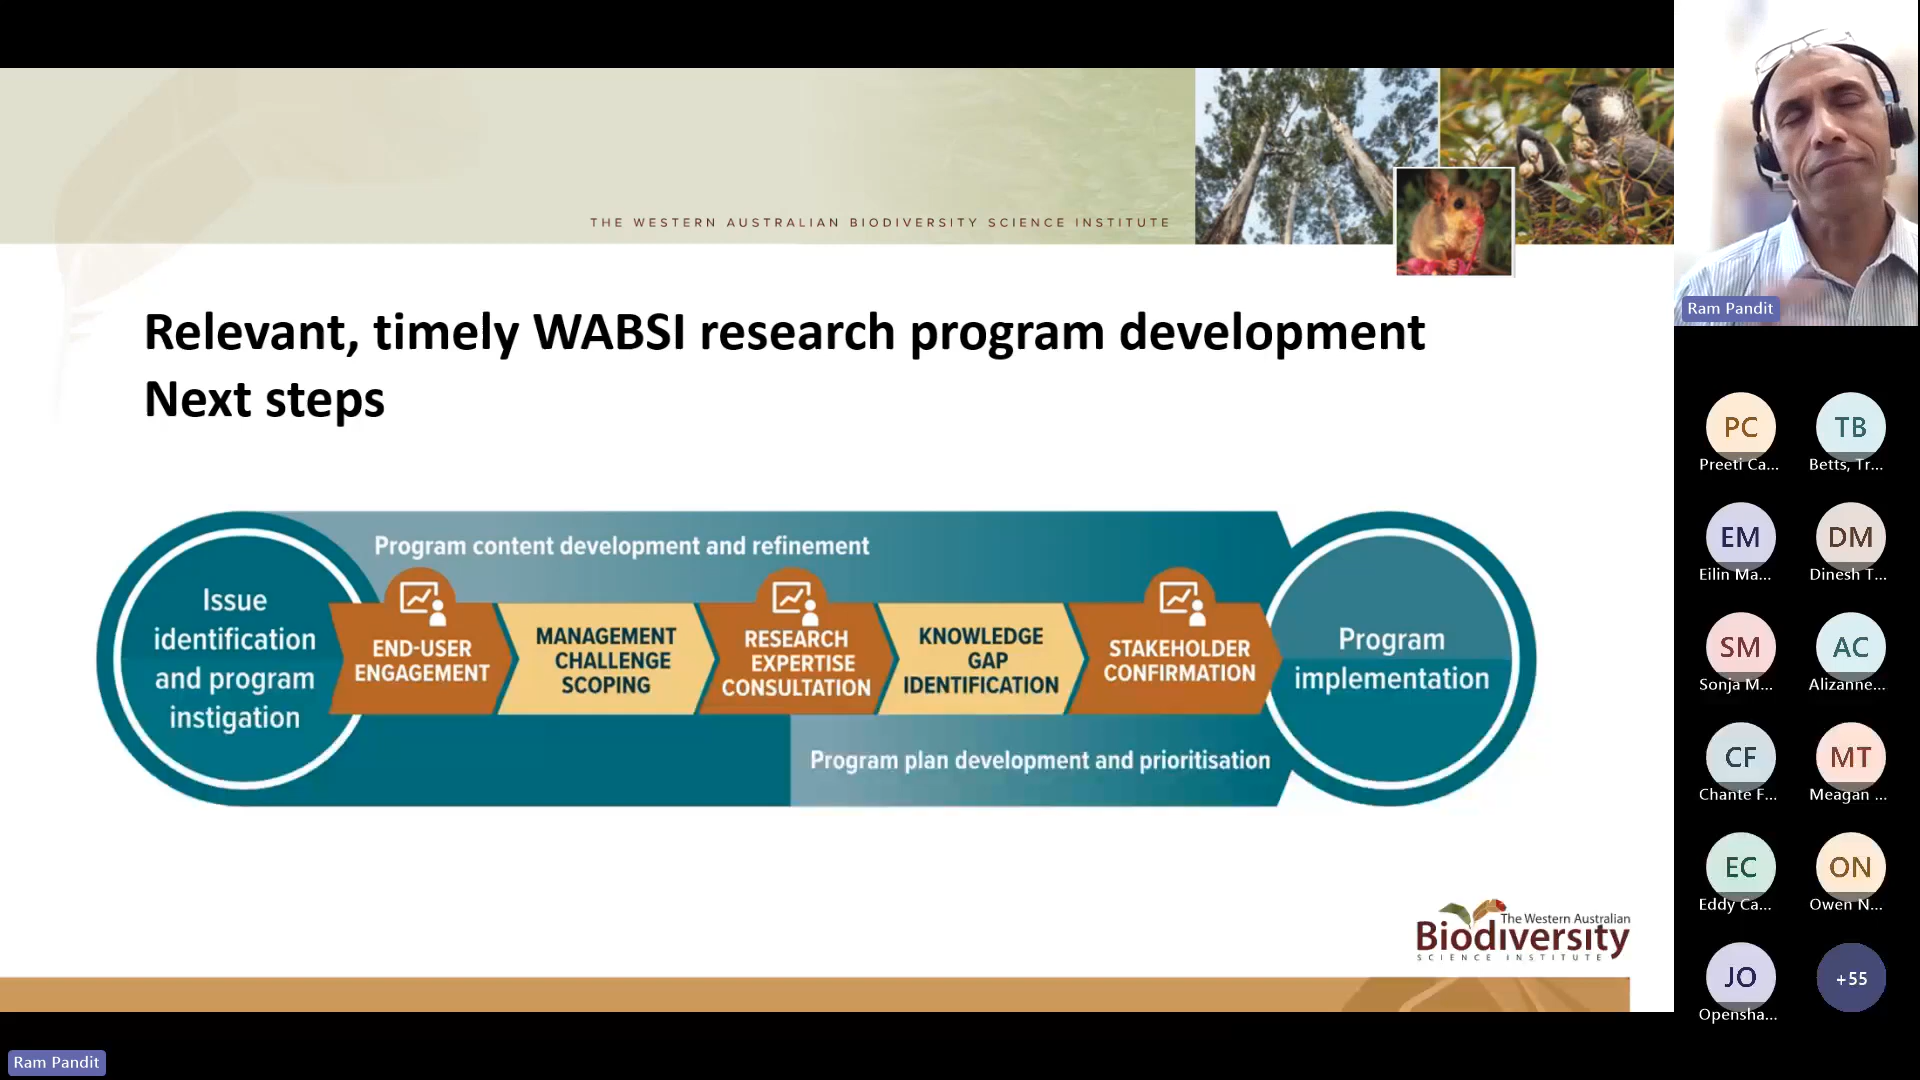 THE WESTERN AUSTRALIAN BIODIVERSITY SCIENCE INSTITUTE
Relevant, timely WABSI research program development
Next steps
Program content development and refinement
Issue
identification
and program
instigation
END-USER
ENGAGEMENT
MANAGEMENT
CHALLENGE
SCOPING
RESEARCH
EXPERTISE
CONSULTATION
KNOWLEDGE
GAP
IDENTIFICATION
STAKEHOLDER
CONFIRMATION
Program
implementation
Program plan development and prioritisation
The Western Australian
Biodiversity
SCIENCE INSTITUTE
Ram Pandit
Ram Pandit
PC
Preeti Ca...
TB
Betts, Tr...
EM
Eilin Ma...
DM
Dinesh T...
SM
Sonja M...
AC
Alizanne...
CF
Chante F...
MT
Meagan ...
EC
Eddy Ca...
ON
Owen N...
JO
Opensha...
+55